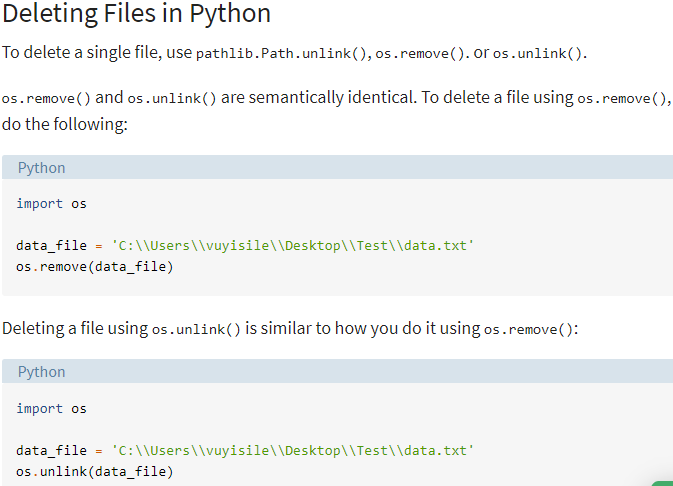 Deleting Files in Python
To delete a single file, use pathlib.Path.unlink(), os.remove(). or os.unlink().
os.remove() and os.unlink() are semantically identical. To delete a file using os.remove(),
do the following:
Python
import os
data_file = 'C:\\Users\\vuyisile\\Desktop\\Test\\data.txt'
os.remove(data_file)
Deleting a file using os.unlink() is similar to how you do it using os.remove():
Python
import os
data_file = 'C:\\Users\\vuyisile\\Desktop\\Test\\data.txt'
os.unlink(data_file)